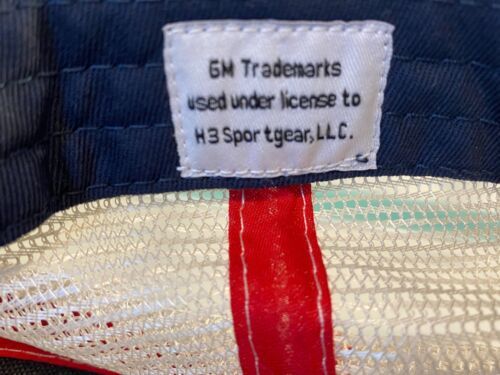 GM Trademarks
used under license to
H3 Sportgear, LLC.